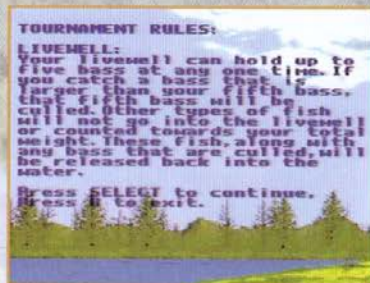 TOURNAMENT RULES:
LIVEWELL:
Your livewell can hold up to
five bass at any one time. If
you catch a bass that is
larger than your fifth bass,
that fifth bass will be
culled. Other types of fish
will not go into the livewell
or counted towards your total
weight. These fish, along with
any bass that are culled, will
be released back into the
water.
Press SELECT to continue,
Press to exit.